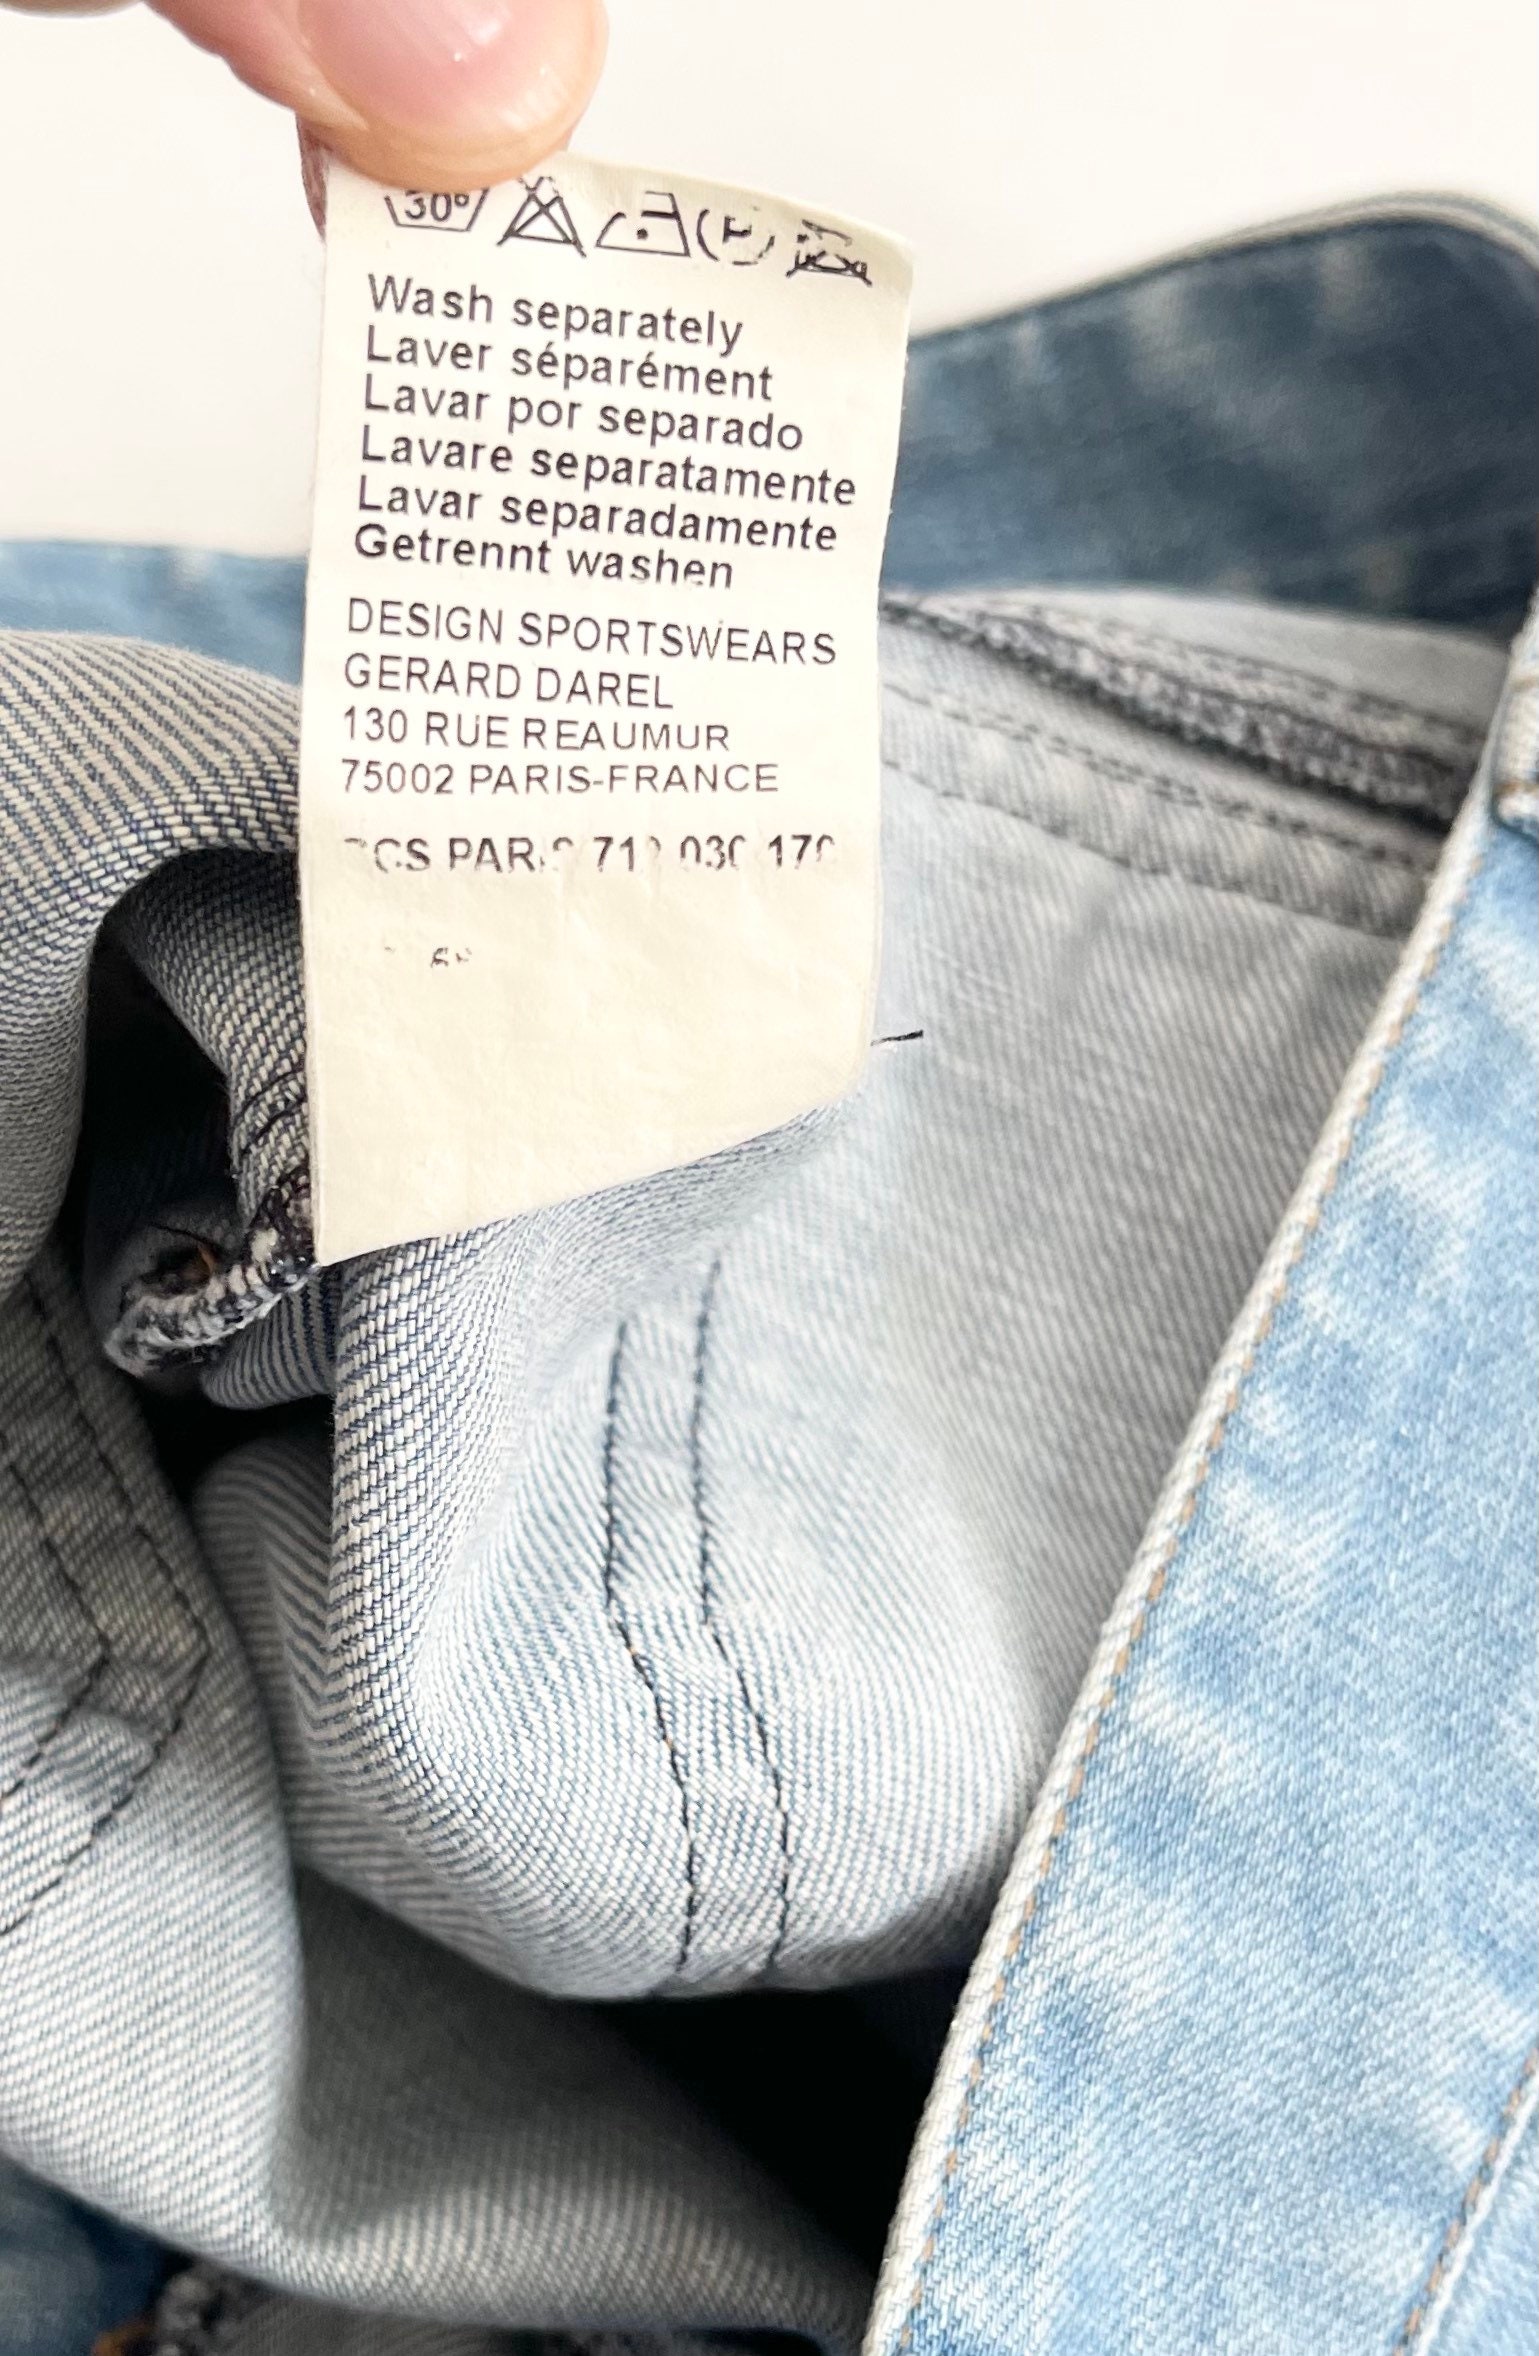 30°
Wash separately
Laver séparément
Lavar por separado
Lavare separatamente
Lavar separadamente
Getrennt washen
DESIGN SPORTSWEARS
GERARD DAREL
130 RUE REAUMUR
75002 PARIS-FRANCE